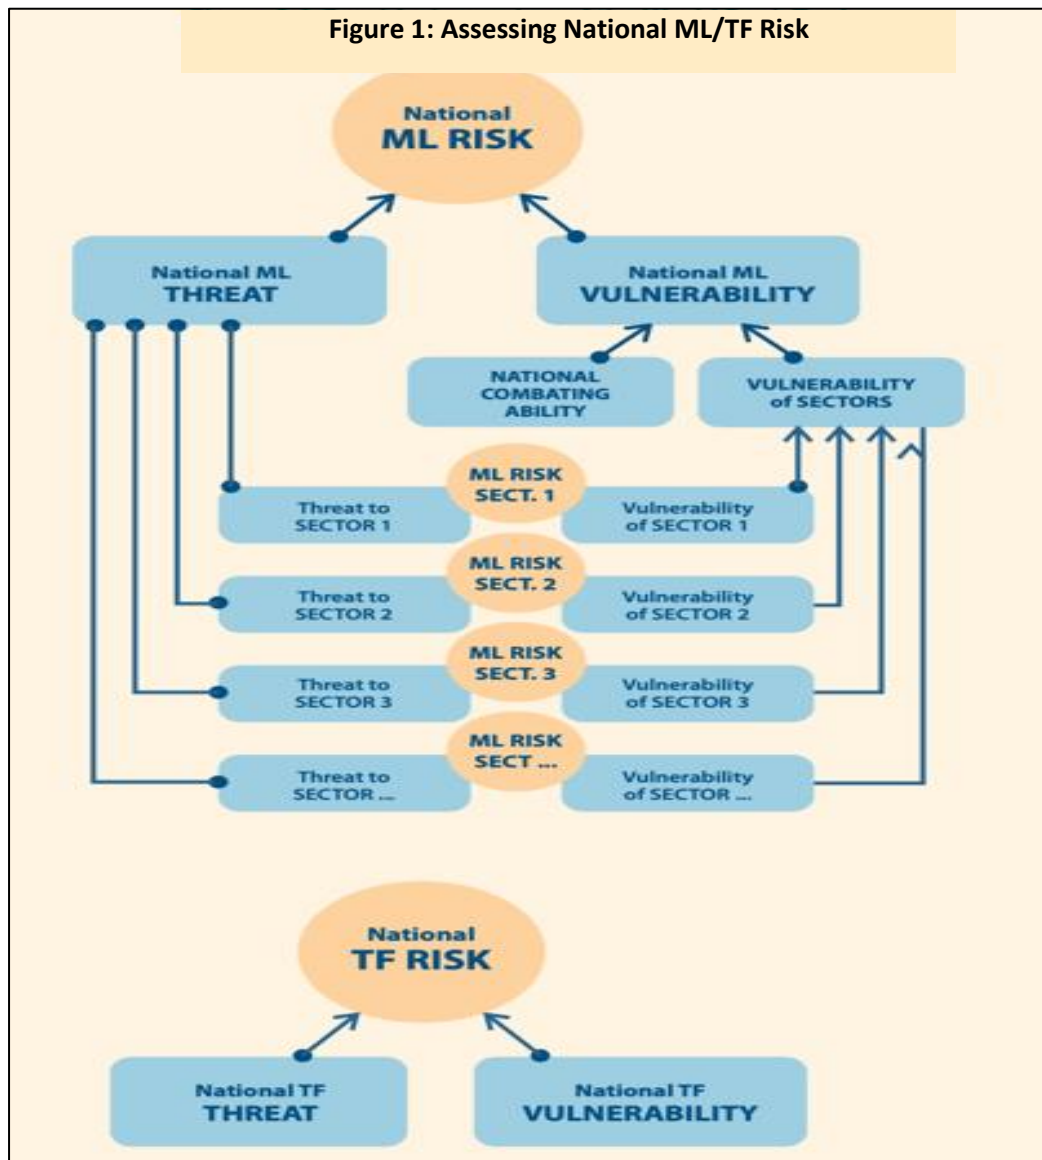 Figure 1: Assessing National ML/TF Risk
National
ML RISK
National ML
THREAT
National ML
VULNERABILITY
NATIONAL
COMBATING
ABILITY
VULNERABILITY
of SECTORS
ML RISK
SECT. 1
Threat to
SECTOR 1
Vulnerability
of SECTOR 1
ML RISK
SECT. 2
Threat to
SECTOR 2
Vulnerability
of SECTOR 2
ML RISK
SECT. 3
Threat to
SECTOR 3
Vulnerability
of SECTOR 3
ML RISK
SECT ...
Threat to
SECTOR ...
Vulnerability
of SECTOR ...
National
TF RISK
National TF
THREAT
National TF
VULNERABILITY